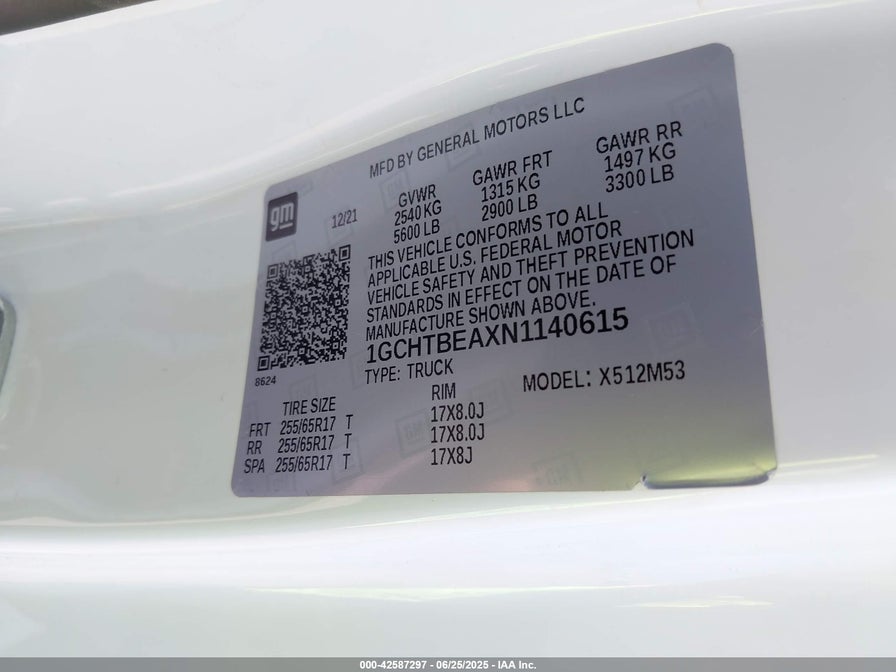 MFD BY GENERAL MOTORS LLC
gm
12/21
GVWR GAWR FRT GAWR RR
2540 KG 1315 KG 1497 KG
5600 LB 2900 LB 3300 LB
THIS VEHICLE CONFORMS TO ALL
APPLICABLE U.S. FEDERAL MOTOR
VEHICLE SAFETY AND THEFT PREVENTION
STANDARDS IN EFFECT ON THE DATE OF
MANUFACTURE SHOWN ABOVE.
1GCHTBEAXN1140615
8624
TYPE: TRUCK MODEL: X512M53
TIRE SIZE RIM
FRT 255/65R17 T 17X8.0J
RR 255/65R17 T 17X8.0J
SPA 255/65R17 T 17X8J
000-42587297 - 06/25/2025 - IAA Inc.